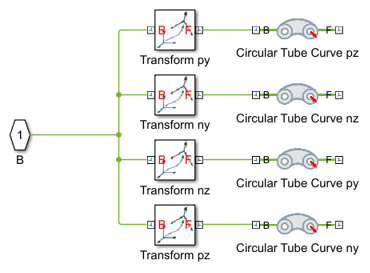 B F B F
Transform py Circular Tube Curve pz
B F B F
Transform ny Circular Tube Curve nz
1
B
B F B F
Transform nz Circular Tube Curve py
B F B F
Transform pz Circular Tube Curve ny